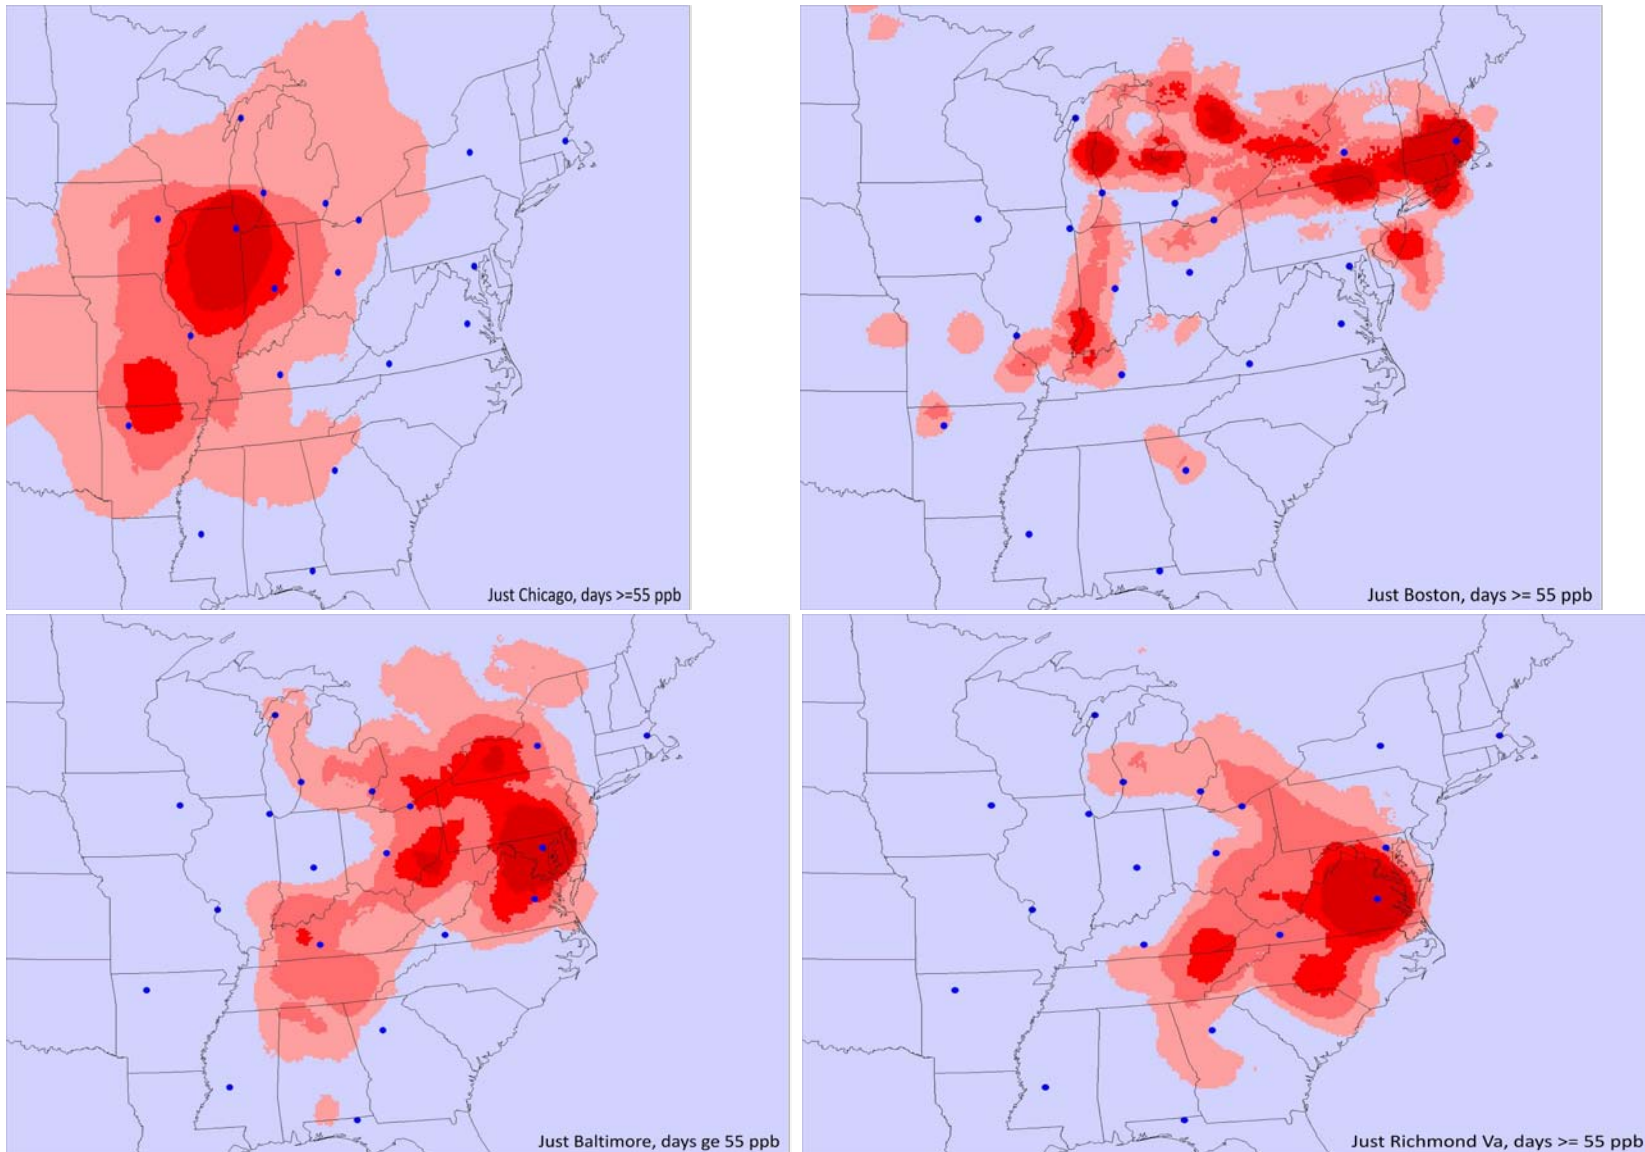 Just Chicago, days >=55 ppb
Just Boston, days >= 55 ppb
Just Baltimore, days ge 55 ppb
Just Richmond Va, days >= 55 ppb